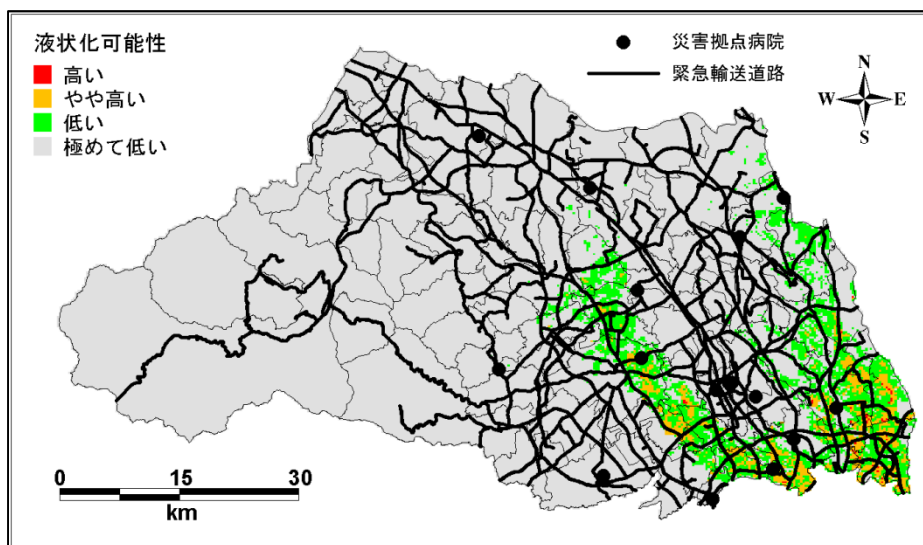 液状化可能性
高い
やや高い
低い
極めて低い
災害拠点病院
緊急輸送道路
N
W E
S
0 15 30
km